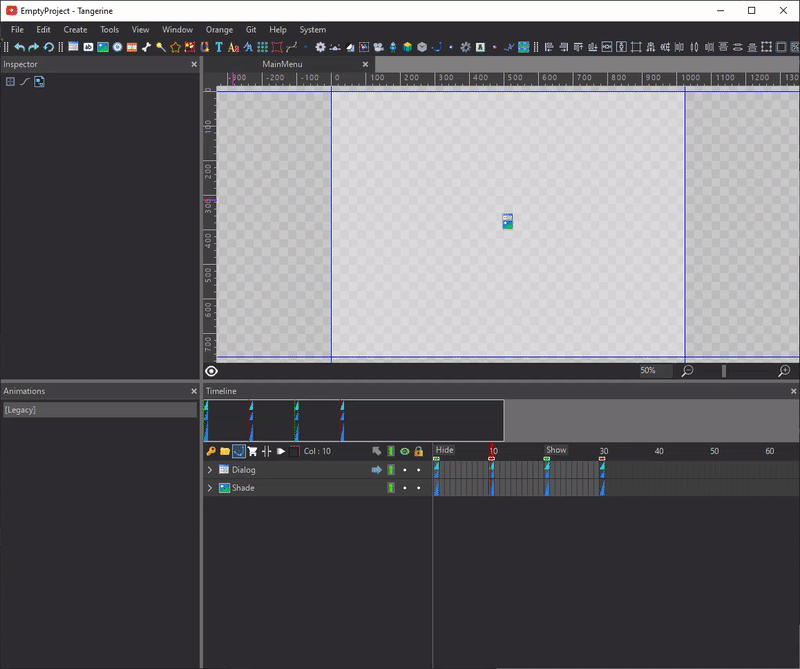 EmptyProject - Tangerine
File Edit Create Tools View Window Orange Git Help System
Inspector
MainMenu
-300 -200 -100 0 100 200 300 400 500 600 700 800 900 1000 1100 1200
0 100 200 300 400 500 600 700
50%
Animations
[Legacy]
Timeline
Col : 10
Hide 10 Show 30 40 50 60
Dialog
Shade